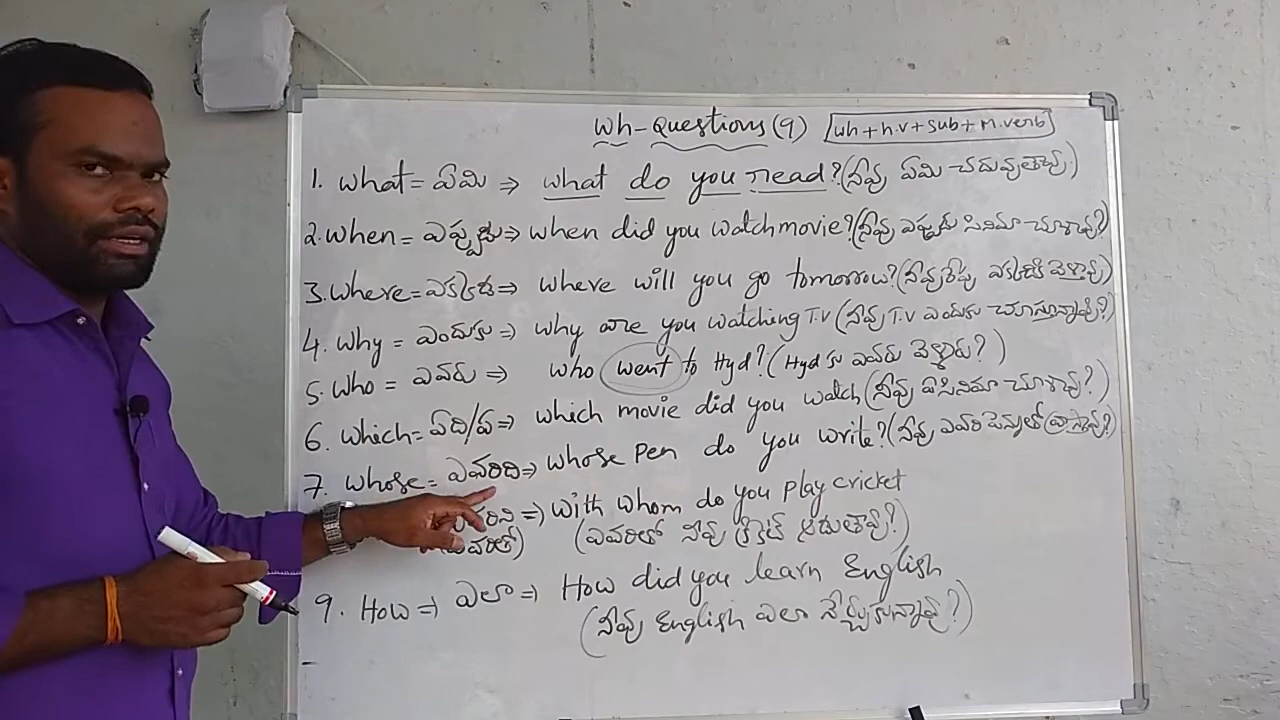 Wh-Questions (9) wh + h.v + sub + M.verb
1. What = ఏమి ⇒ what do you read? (నీవు ఏమి చదువుతావు)
2. When = ఎప్పుడు ⇒ when did you watch movie? (నీవు ఎప్పుడు సినిమా చూశావు?)
3. Where = ఎక్కడ ⇒ where will you go tomorrow? (నీవు రేపు ఎక్కడికి వెళ్తావు)
4. Why = ఎందుకు ⇒ why are you watching T.V (నీవు T.V ఎందుకు చూస్తున్నావు?)
5. Who = ఎవరు ⇒ who went to Hyd? (Hyd కు ఎవరు వెళ్ళారు?)
6. Which = ఏది/ఏ ⇒ which movie did you watch (నీవు ఏ సినిమా చూశావు?)
7. Whose = ఎవరిది ⇒ whose Pen do you write? (నీవు ఎవరి పెన్నుతో వ్రాస్తావు?)
⇒ with whom do you play cricket
(ఎవరితో నీవు క్రికెట్ ఆడుతావు?)
9. How ⇒ ఎలా ⇒ How did you learn English
(నీవు English ఎలా నేర్చుకున్నావు?)